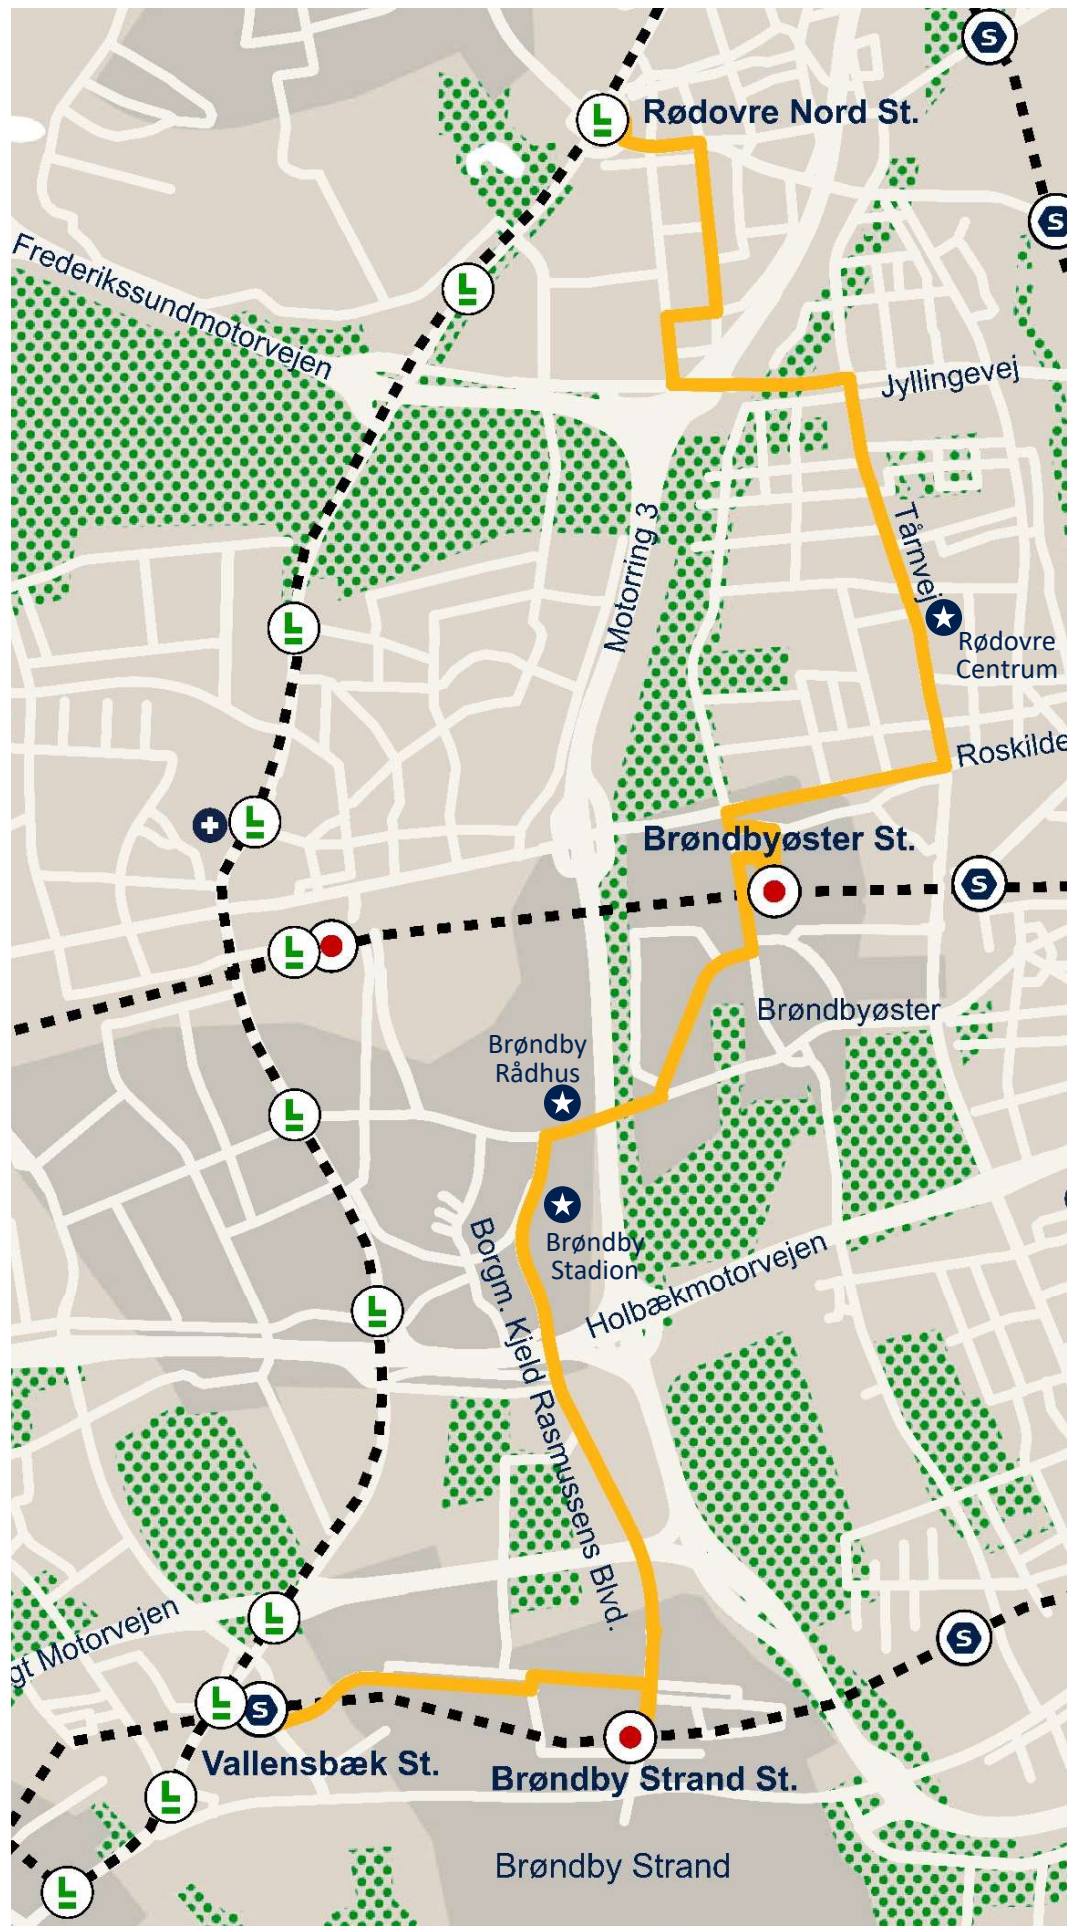 S
L
Rødovre Nord St.
S
Frederikssundmotorvejen
L
Jyllingevej
Tårnvej
Motorring 3
L
Rødovre
Centrum
Roskilde
L
Brøndbyøster St.
S
L
Brøndbyøster
Brøndby
Rådhus
L
Brøndby
Stadion
Holbækmotorvejen
Borgm. Kjeld Rasmussens Blvd.
L
L
gt Motorvejen
S
L
S
Vallensbæk St.
Brøndby Strand St.
L
Brøndby Strand
L